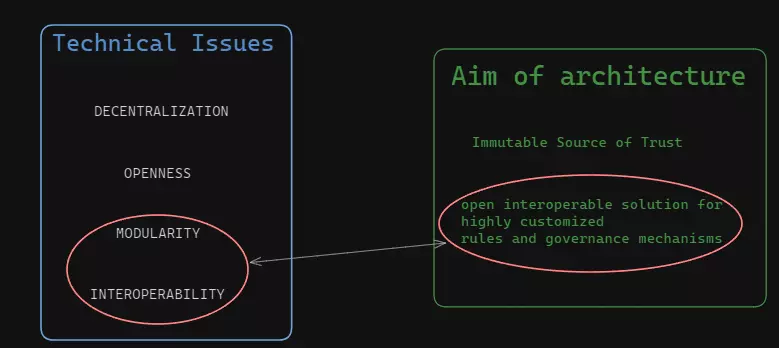 Technical Issues
DECENTRALIZATION
OPENNESS
MODULARITY
INTEROPERABILITY
Aim of architecture
Immutable Source of Trust
open interoperable solution for
highly customized
rules and governance mechanisms